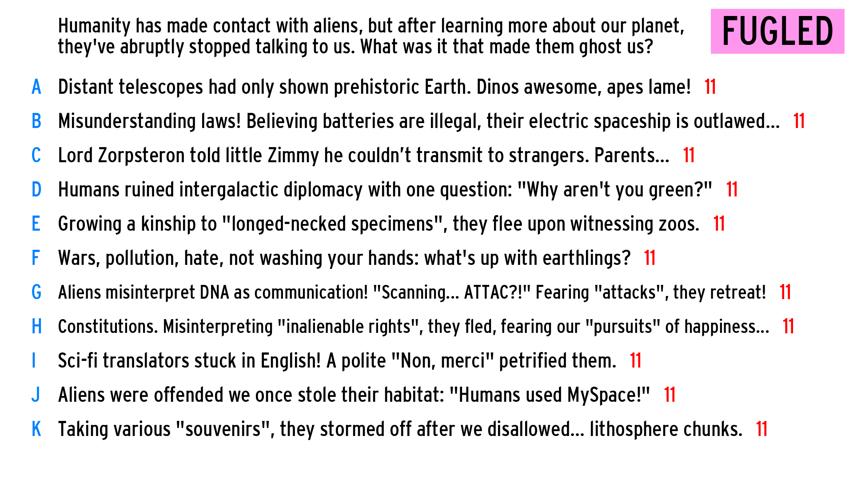 Humanity has made contact with aliens, but after learning more about our planet,
they've abruptly stopped talking to us. What was it that made them ghost us?
FUGLED
A Distant telescopes had only shown prehistoric Earth. Dinos awesome, apes lame! 11
B Misunderstanding laws! Believing batteries are illegal, their electric spaceship is outlawed... 11
C Lord Zorpsteron told little Zimmy he couldn’t transmit to strangers. Parents... 11
D Humans ruined intergalactic diplomacy with one question: "Why aren't you green?" 11
E Growing a kinship to "longed-necked specimens", they flee upon witnessing zoos. 11
F Wars, pollution, hate, not washing your hands: what's up with earthlings? 11
G Aliens misinterpret DNA as communication! "Scanning... ATTAC?!" Fearing "attacks", they retreat! 11
H Constitutions. Misinterpreting "inalienable rights", they fled, fearing our "pursuits" of happiness... 11
I Sci-fi translators stuck in English! A polite "Non, merci" petrified them. 11
J Aliens were offended we once stole their habitat: "Humans used MySpace!" 11
K Taking various "souvenirs", they stormed off after we disallowed... lithosphere chunks. 11